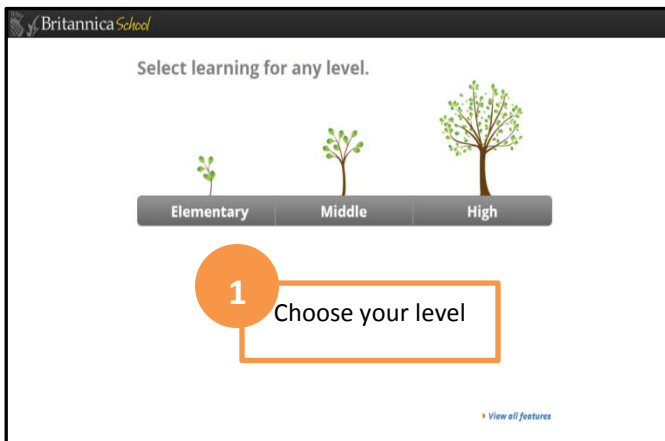 Britannica School
Select learning for any level.
Elementary Middle High
1
Choose your level
View all features